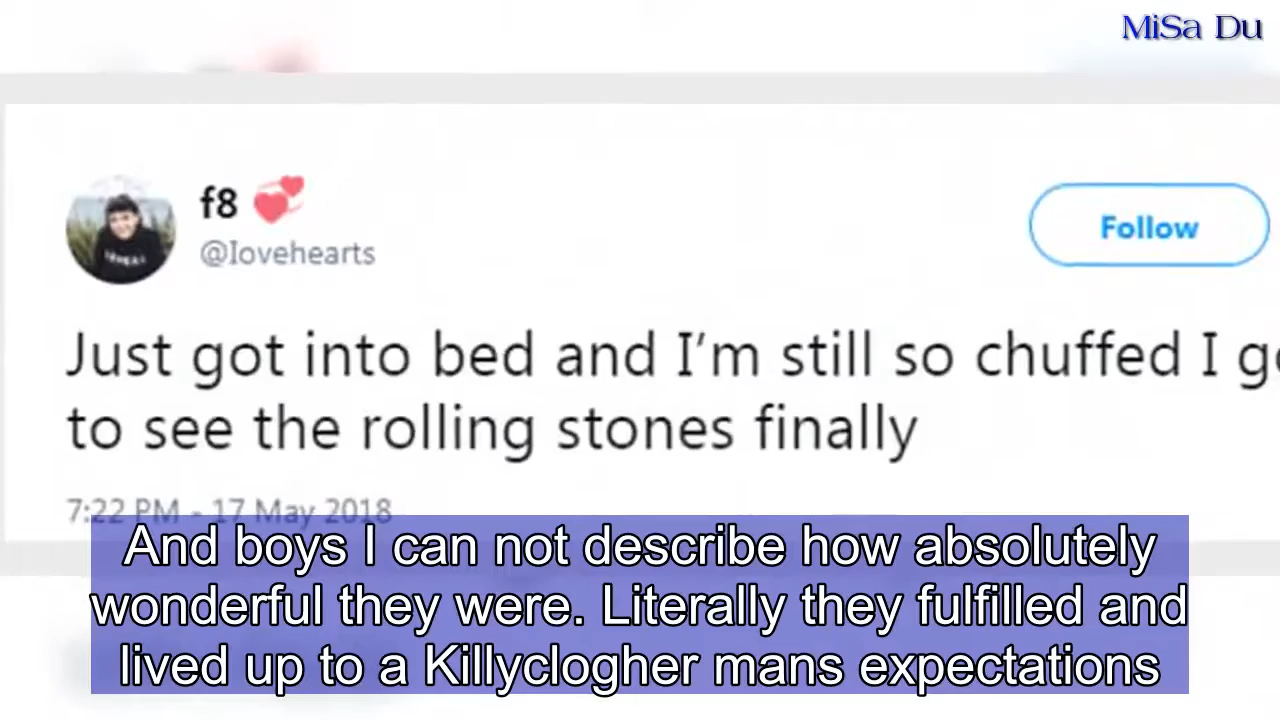 MiSa Du
f8
@Iovehearts
Follow
Just got into bed and I'm still so chuffed I
to see the rolling stones finally
7:22 PM - 17 May 2018
And boys I can not describe how absolutely
wonderful they were. Literally they fulfilled and
lived up to a Killyclogher mans expectations